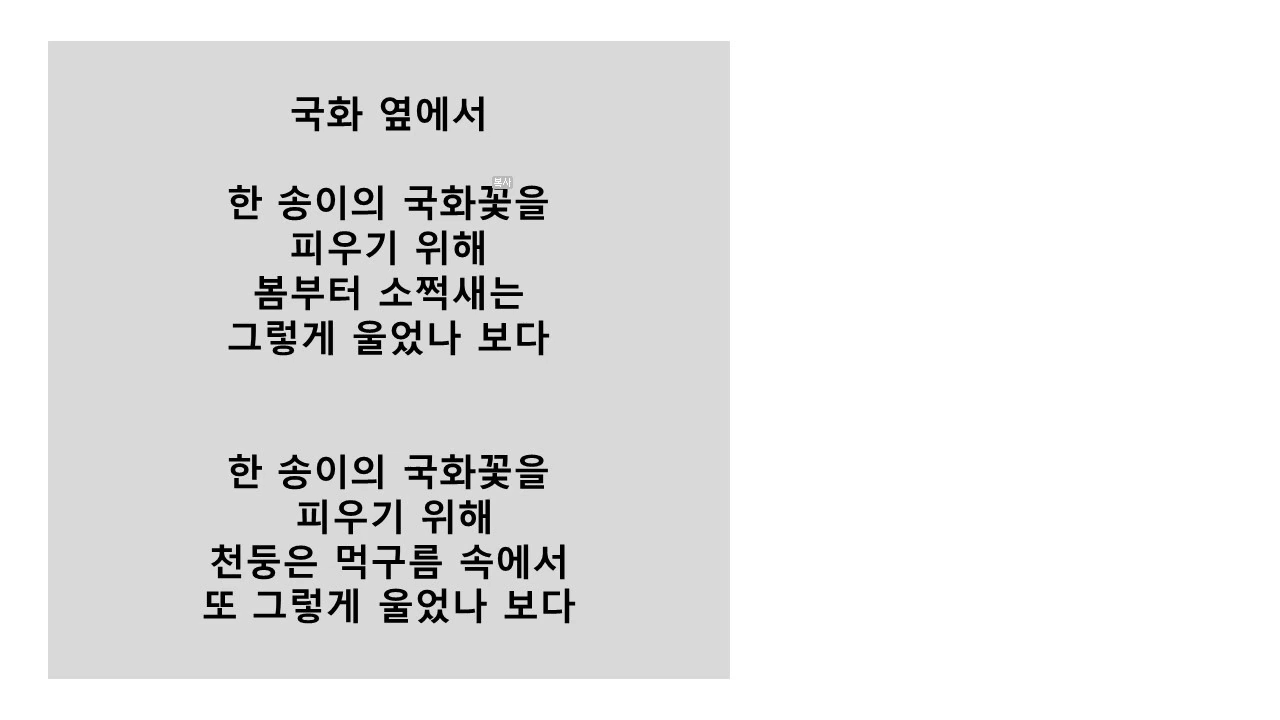 국화 옆에서
복사
한 송이의 국화꽃을
피우기 위해
봄부터 소쩍새는
그렇게 울었나 보다
한 송이의 국화꽃을
피우기 위해
천둥은 먹구름 속에서
또 그렇게 울었나 보다